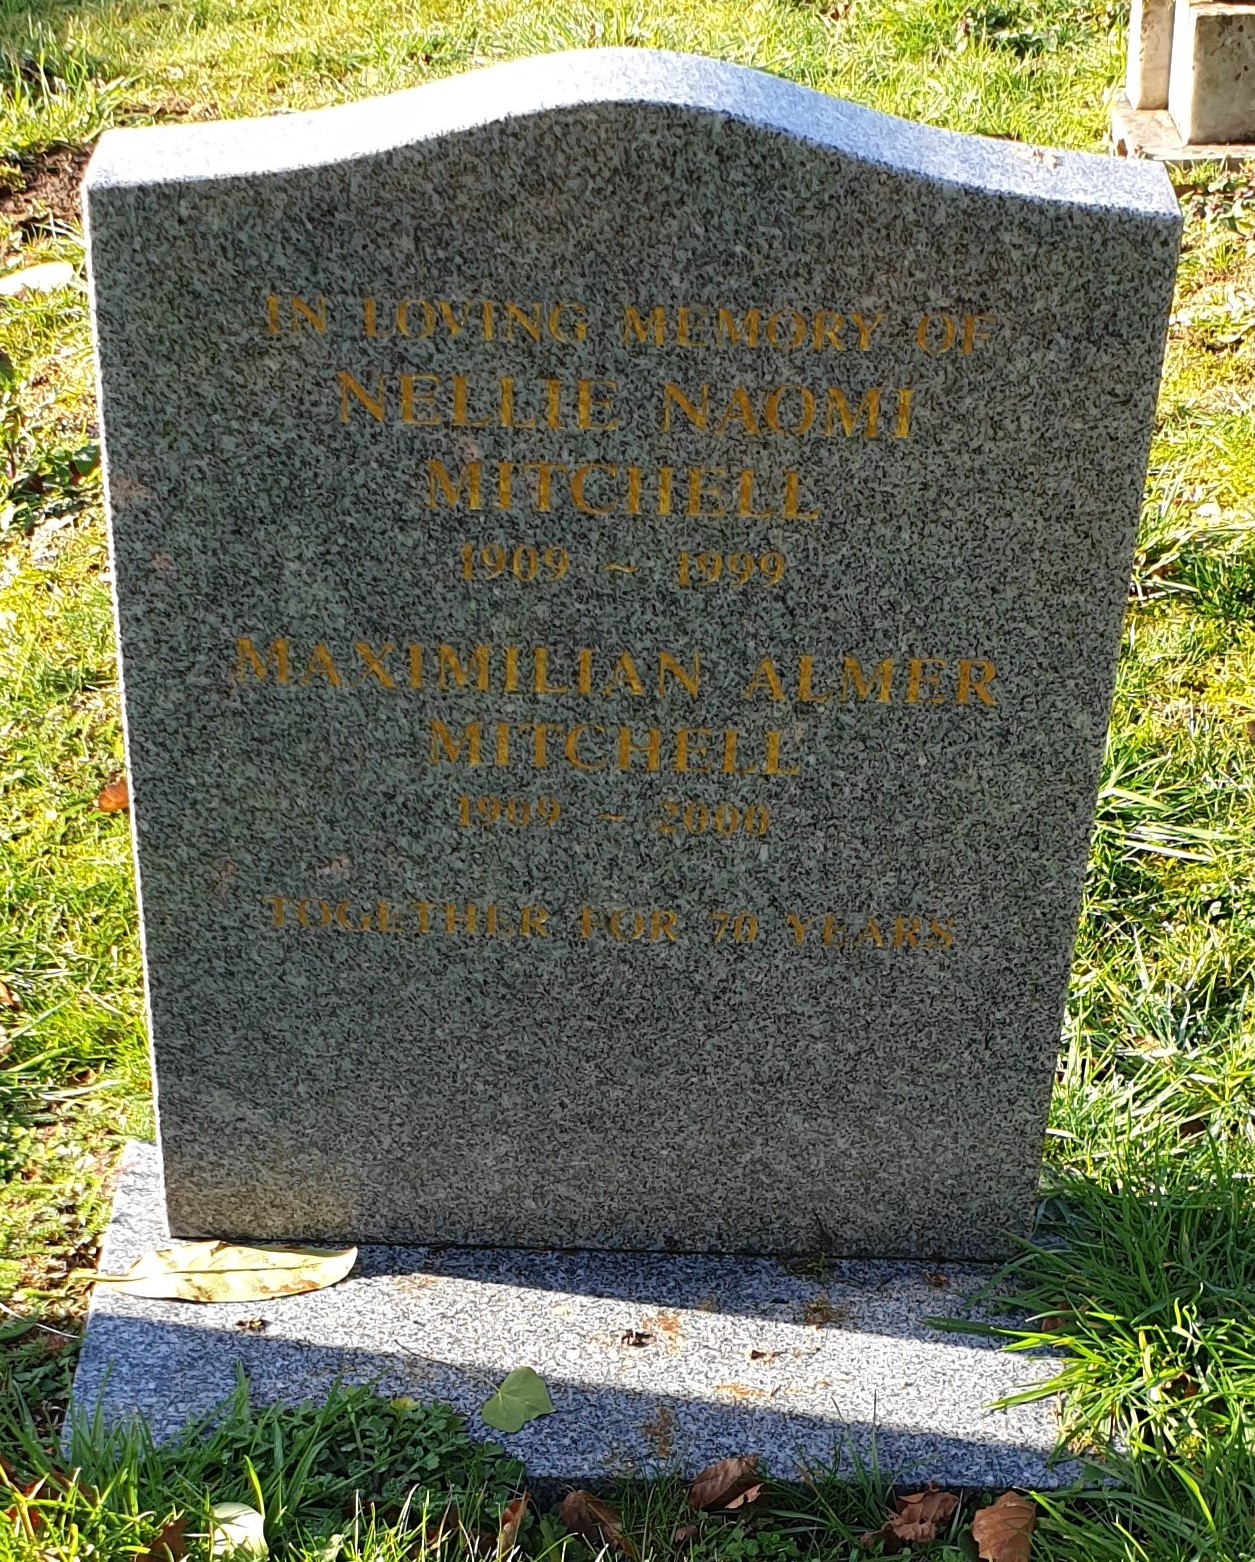 IN LOVING MEMORY OF
NELLIE NAOMI
MITCHELL
1909 ~ 1999
MAXIMILIAN ALMER
MITCHELL
1909 ~ 2000
TOGETHER FOR 70 YEARS